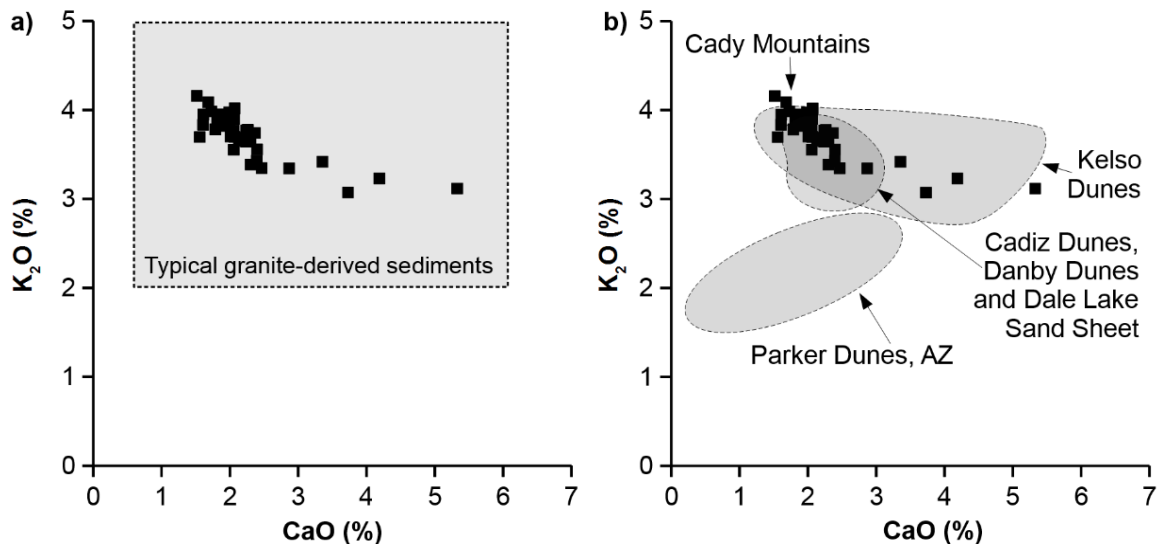 a)
K₂O (%)
5
4
3
2
1
0
Typical granite-derived sediments
0 1 2 3 4 5 6 7
CaO (%)
b)
K₂O (%)
5
4
3
2
1
0
Cady Mountains
Kelso
Dunes
Cadiz Dunes,
Danby Dunes
and Dale Lake
Sand Sheet
Parker Dunes, AZ
0 1 2 3 4 5 6 7
CaO (%)